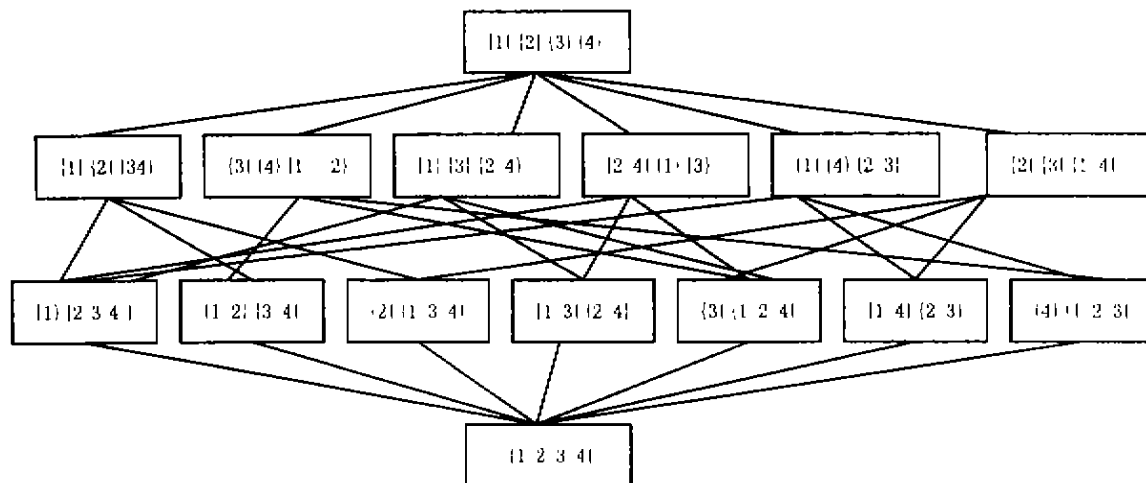 {1} {2} {3} {4}
{1} {2} {34}
{3} {4} {1 2}
{1} {3} {2 4}
{2 4} {1} {3}
{1} {4} {2 3}
{2} {3} {1 4}
{1} {2 3 4}
{1 2} {3 4}
{2} {1 3 4}
{1 3} {2 4}
{3} {1 2 4}
{1 4} {2 3}
{4} {1 2 3}
{1 2 3 4}